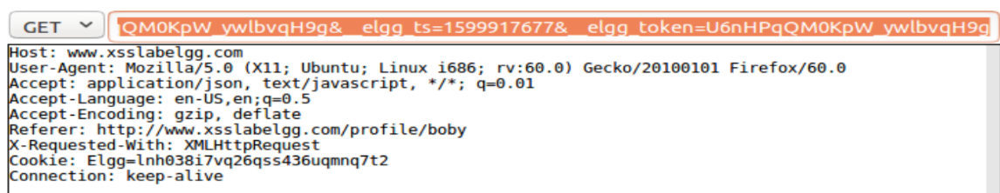 GET QM0KpW_ywlbvqH9g&__elgg_ts=1599917677&__elgg_token=U6nHPqQM0KpW_ywlbvqH9g
Host: www.xsslabelgg.com
User-Agent: Mozilla/5.0 (X11; Ubuntu; Linux i686; rv:60.0) Gecko/20100101 Firefox/60.0
Accept: application/json, text/javascript, */*; q=0.01
Accept-Language: en-US,en;q=0.5
Accept-Encoding: gzip, deflate
Referer: http://www.xsslabelgg.com/profile/boby
X-Requested-With: XMLHttpRequest
Cookie: Elgg=lnh038i7vq26qss436uqmnq7t2
Connection: keep-alive